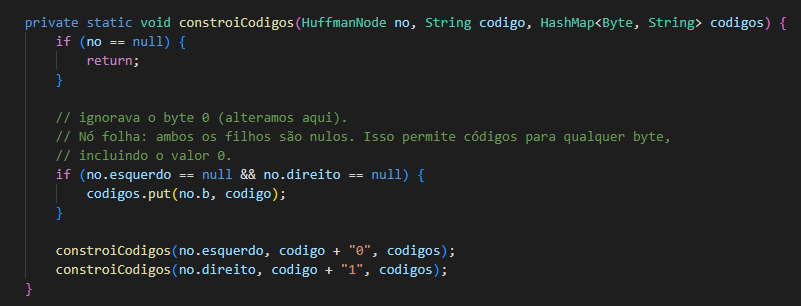 private static void constroiCodigos(HuffmanNode no, String codigo, HashMap<Byte, String> codigos) {
    if (no == null) {
        return;
    }

    // ignorava o byte 0 (alteramos aqui).
    // Nó folha: ambos os filhos são nulos. Isso permite códigos para qualquer byte,
    // incluindo o valor 0.
    if (no.esquerdo == null && no.direito == null) {
        codigos.put(no.b, codigo);
    }

    constroiCodigos(no.esquerdo, codigo + "0", codigos);
    constroiCodigos(no.direito, codigo + "1", codigos);
}